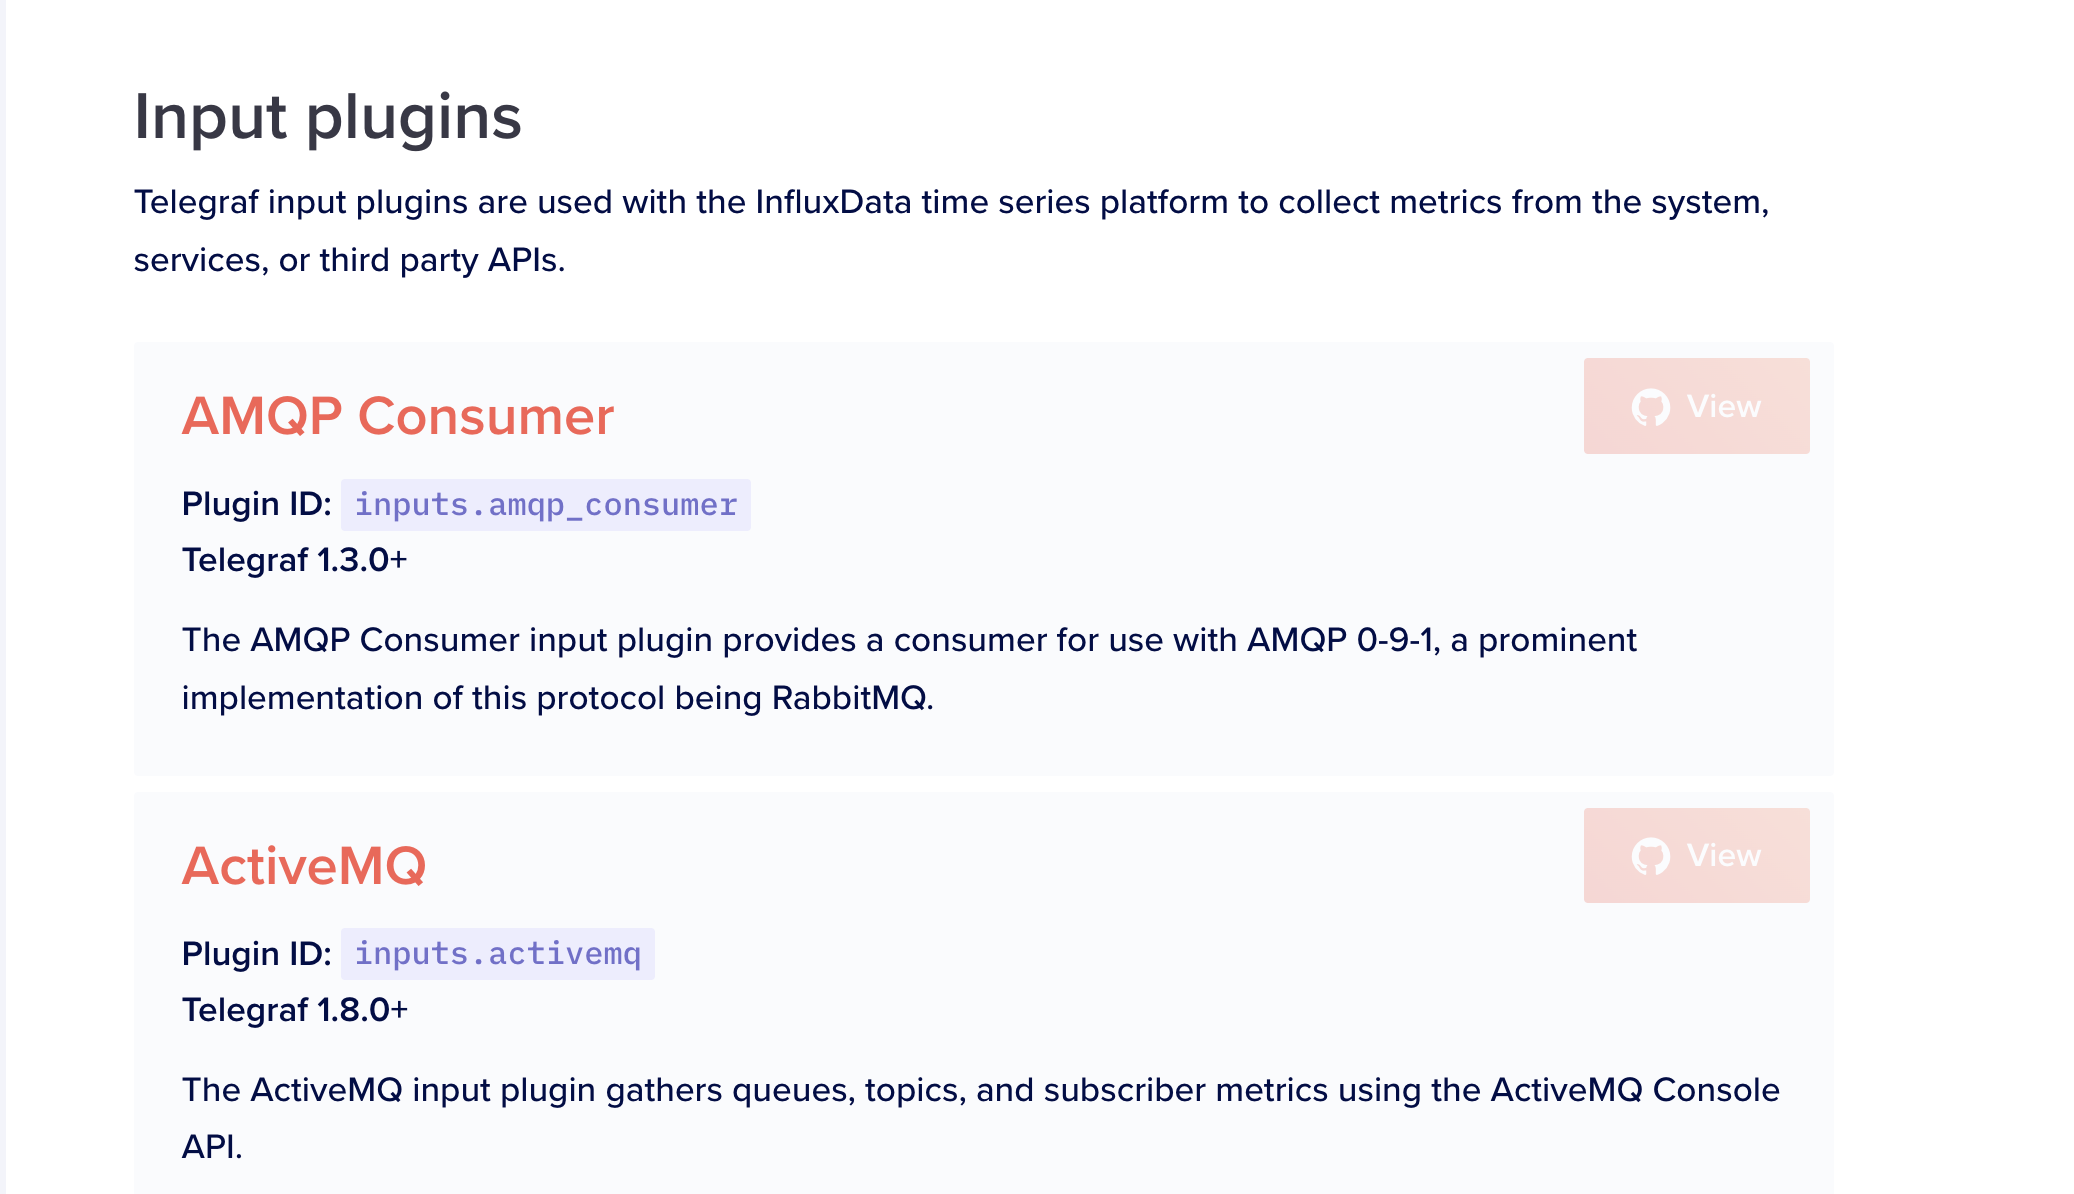 Input plugins
Telegraf input plugins are used with the InfluxData time series platform to collect metrics from the system,
services, or third party APIs.
AMQP Consumer
View
Plugin ID: inputs.amqp_consumer
Telegraf 1.3.0+
The AMQP Consumer input plugin provides a consumer for use with AMQP 0-9-1, a prominent
implementation of this protocol being RabbitMQ.
ActiveMQ
View
Plugin ID: inputs.activemq
Telegraf 1.8.0+
The ActiveMQ input plugin gathers queues, topics, and subscriber metrics using the ActiveMQ Console
API.